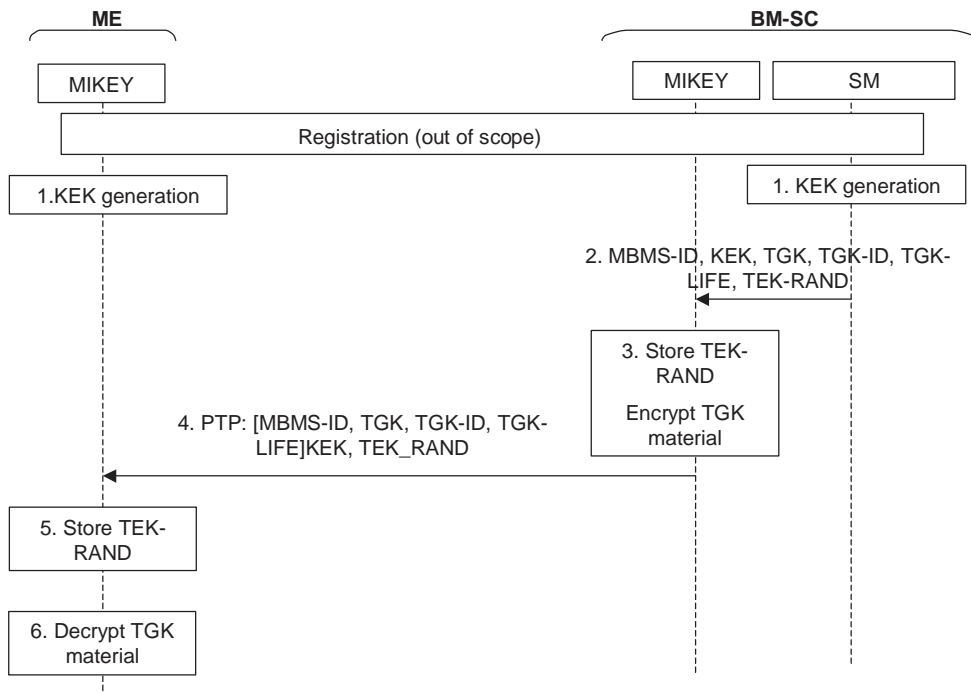 ME
BM-SC
MIKEY
MIKEY
SM
Registration (out of scope)
1.KEK generation
1. KEK generation
2. MBMS-ID, KEK, TGK, TGK-ID, TGK-
LIFE, TEK-RAND
3. Store TEK-
RAND
Encrypt TGK
material
4. PTP: [MBMS-ID, TGK, TGK-ID, TGK-
LIFE]KEK, TEK_RAND
5. Store TEK-
RAND
6. Decrypt TGK
material